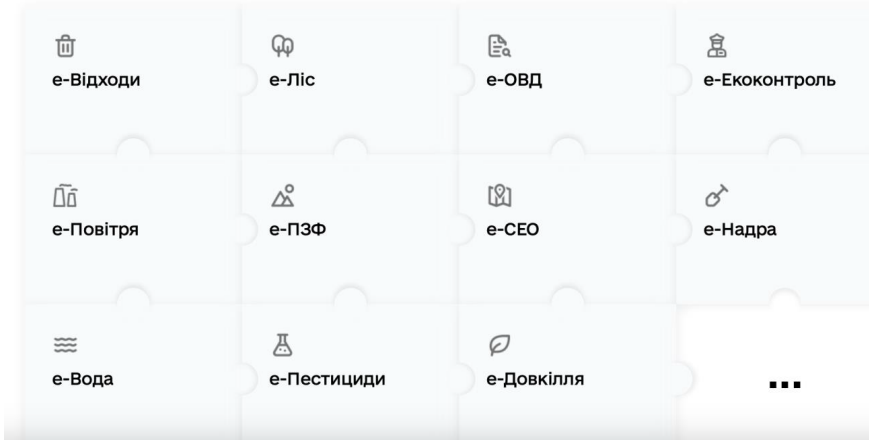 е-Відходи
е-Ліс
е-ОВД
е-Екоконтроль
е-Повітря
е-ПЗФ
е-СЕО
е-Надра
е-Вода
е-Пестициди
е-Довкілля
...